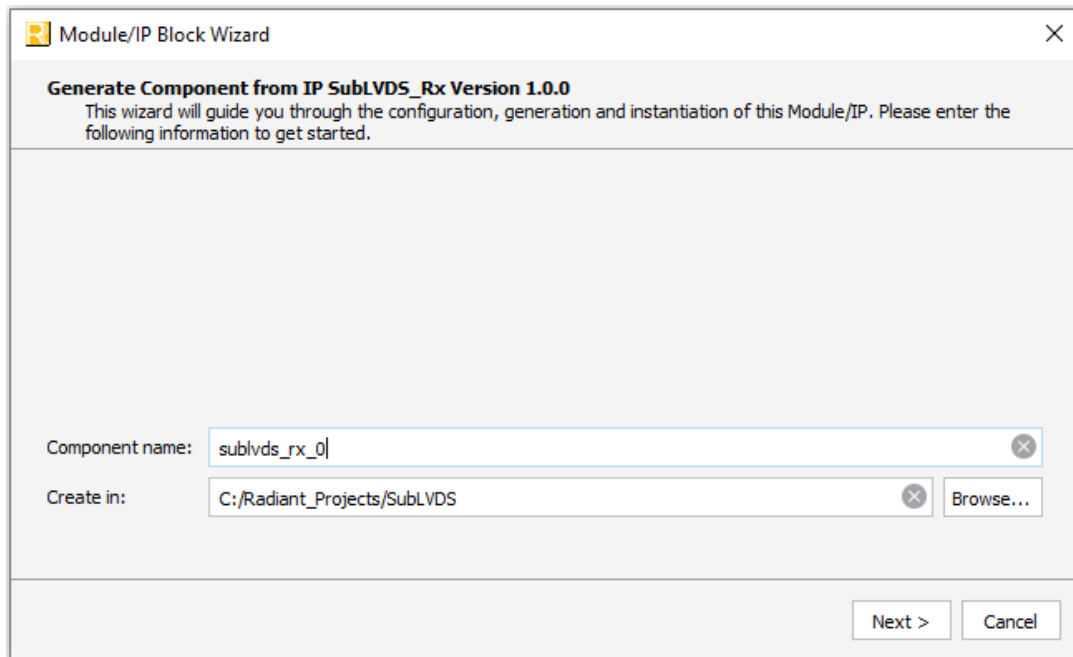 Module/IP Block Wizard
Generate Component from IP SubLVDS_Rx Version 1.0.0
This wizard will guide you through the configuration, generation and instantiation of this Module/IP. Please enter the
following information to get started.
Component name: sublvds_rx_0
Create in: C:/Radiant_Projects/SubLVDS Browse...
Next > Cancel